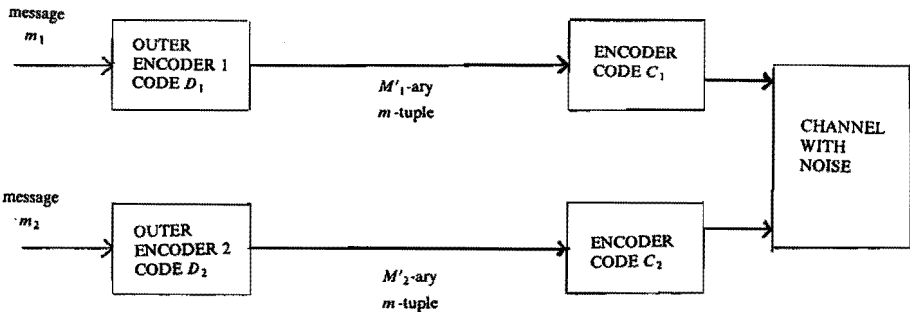 message
m₁
OUTER
ENCODER 1
CODE D₁
M'₁-ary
m-tuple
ENCODER
CODE C₁
CHANNEL
WITH
NOISE
message
m₂
OUTER
ENCODER 2
CODE D₂
M'₂-ary
m-tuple
ENCODER
CODE C₂